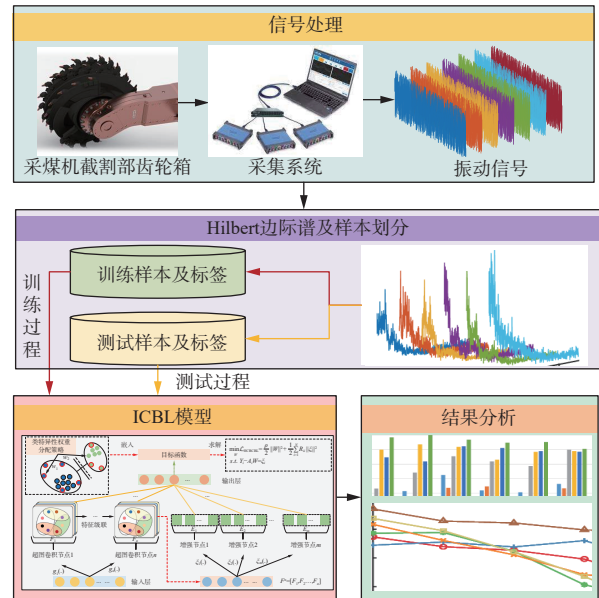 信号处理
采煤机截割部齿轮箱
采集系统
振动信号
Hilbert边际谱及样本划分
训练过程
训练样本及标签
测试样本及标签
测试过程
ICBL模型
结果分析
类特异性权重
分配策略
嵌入
目标函数
求解
输出层
特征级联
超图卷积节点1
超图卷积节点n
增强节点1
增强节点2
增强节点m
输入层